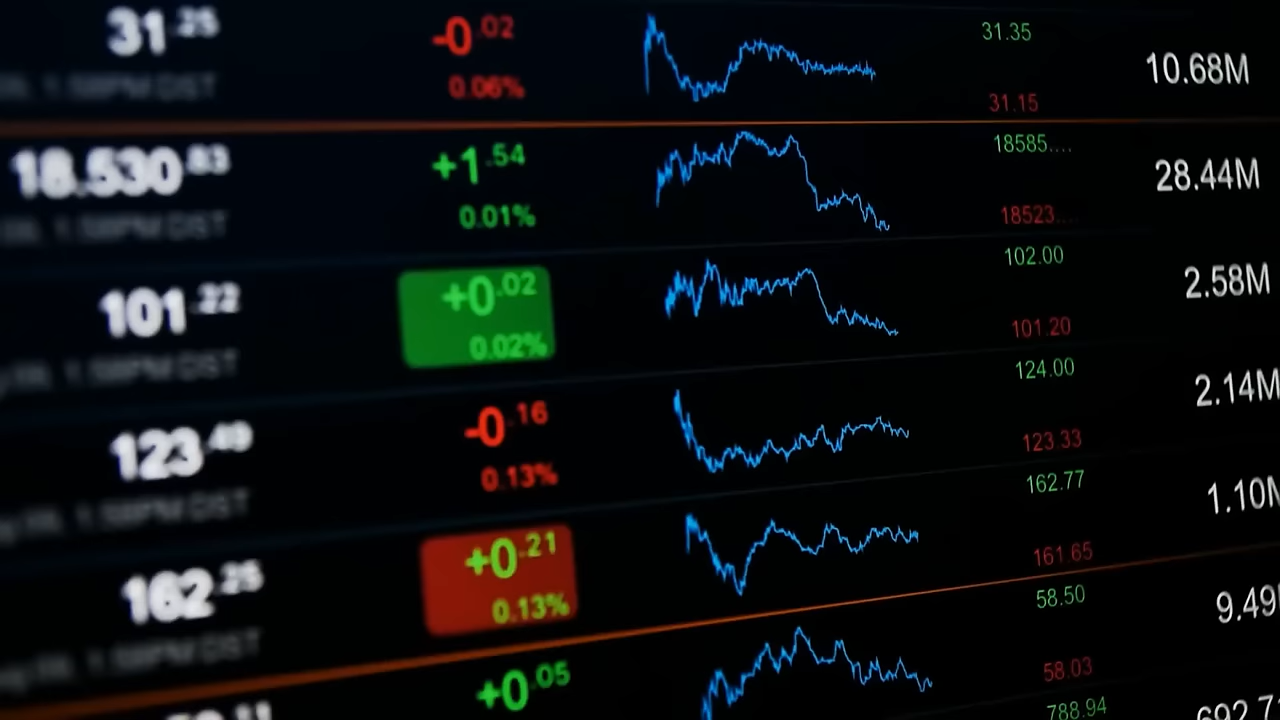 31.25 -0.02 31.35 10.68M
0.06% 31.15
18.530.83 +1.54 18585.... 28.44M
0.01% 18523....
101.22 +0.02 102.00 2.58M
0.02% 101.20
123.49 -0.16 124.00 2.14M
0.13% 123.33
162.25 +0.21 162.77 1.10M
0.13% 161.65
+0.05 58.50 9.49
58.03
788.94 692.7